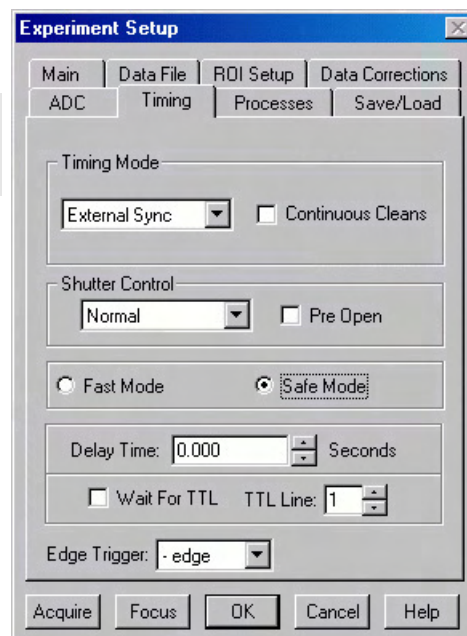 Experiment Setup
Main Data File ROI Setup Data Corrections
ADC Timing Processes Save/Load
Timing Mode
External Sync Continuous Cleans
Shutter Control
Normal Pre Open
Fast Mode Safe Mode
Delay Time: 0.000 Seconds
Wait For TTL TTL Line: 1
Edge Trigger: - edge
Acquire Focus OK Cancel Help